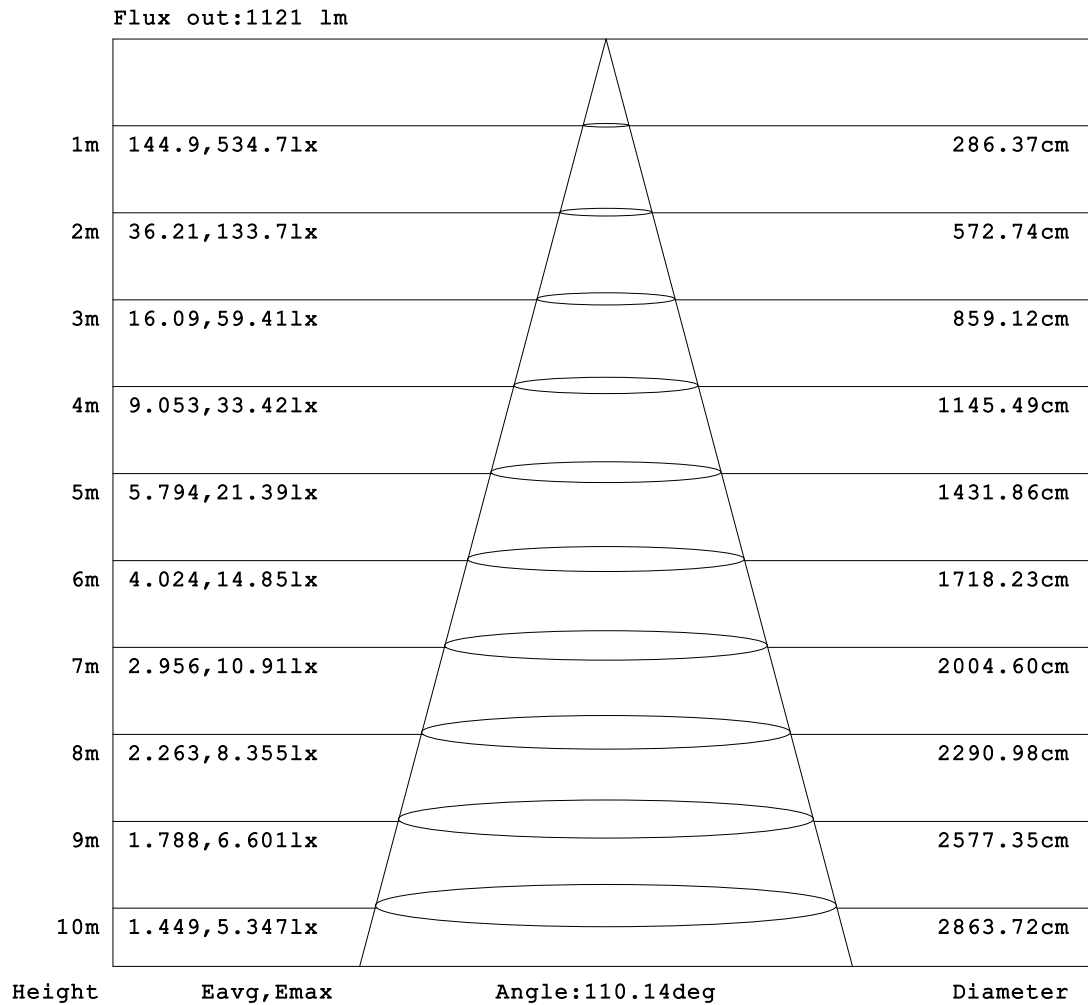 Flux out:1121 lm
1m 144.9,534.7lx 286.37cm
2m 36.21,133.7lx 572.74cm
3m 16.09,59.41lx 859.12cm
4m 9.053,33.42lx 1145.49cm
5m 5.794,21.39lx 1431.86cm
6m 4.024,14.85lx 1718.23cm
7m 2.956,10.91lx 2004.60cm
8m 2.263,8.355lx 2290.98cm
9m 1.788,6.601lx 2577.35cm
10m 1.449,5.347lx 2863.72cm
Height Eavg,Emax Angle:110.14deg Diameter